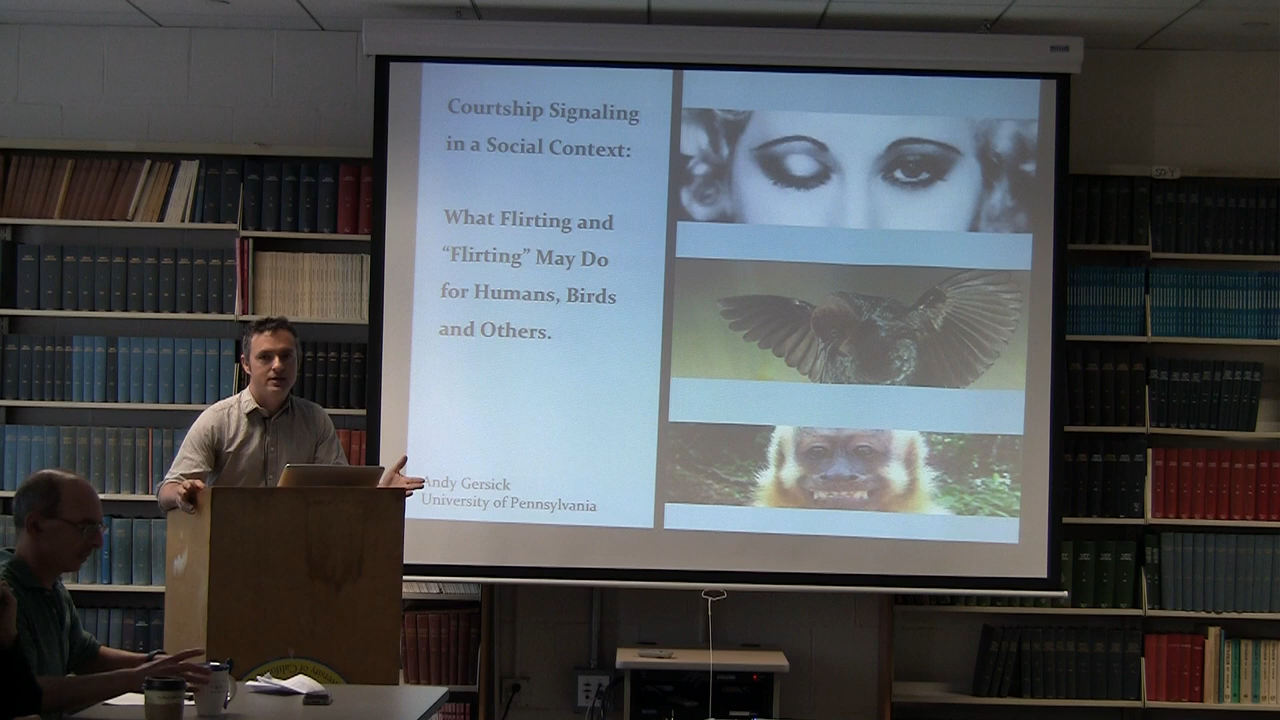 Courtship Signaling
in a Social Context:
What Flirting and
“Flirting” May Do
for Humans, Birds
and Others.
Andy Gersick
University of Pennsylvania